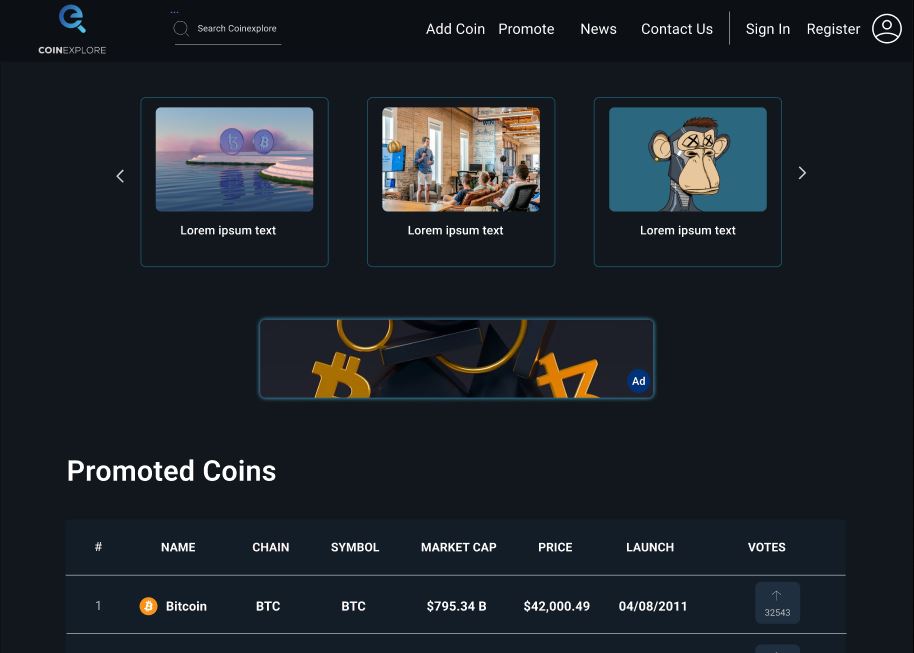 COINEXPLORE
Search Coinexplore
Add Coin Promote News Contact Us Sign In Register
Lorem ipsum text
Lorem ipsum text
Lorem ipsum text
Ad
Promoted Coins
# NAME CHAIN SYMBOL MARKET CAP PRICE LAUNCH VOTES
1 Bitcoin BTC BTC $795.34 B $42,000.49 04/08/2011 32543